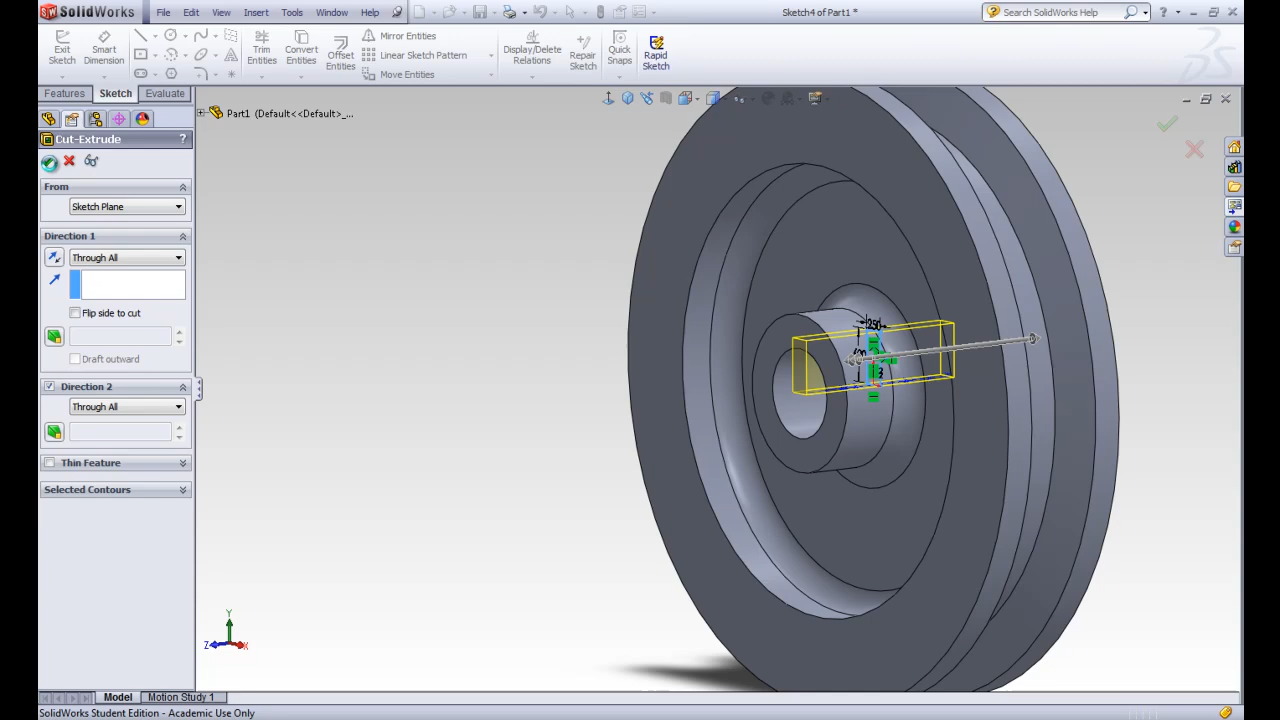 SolidWorks File Edit View Insert Tools Window Help Sketch4 of Part1 * Search SolidWorks Help ?
Exit Sketch
Smart Dimension
Trim Entities
Convert Entities
Offset Entities
Mirror Entities
Linear Sketch Pattern
Move Entities
Display/Delete Relations
Repair Sketch
Quick Snaps
Rapid Sketch
Features Sketch Evaluate
Part1 (Default<<Default>_...
Cut-Extrude ?
From
Sketch Plane
Direction 1
Through All
Flip side to cut
Draft outward
Direction 2
Through All
Thin Feature
Selected Contours
.250
Y
Z X
Model Motion Study 1
SolidWorks Student Edition - Academic Use Only